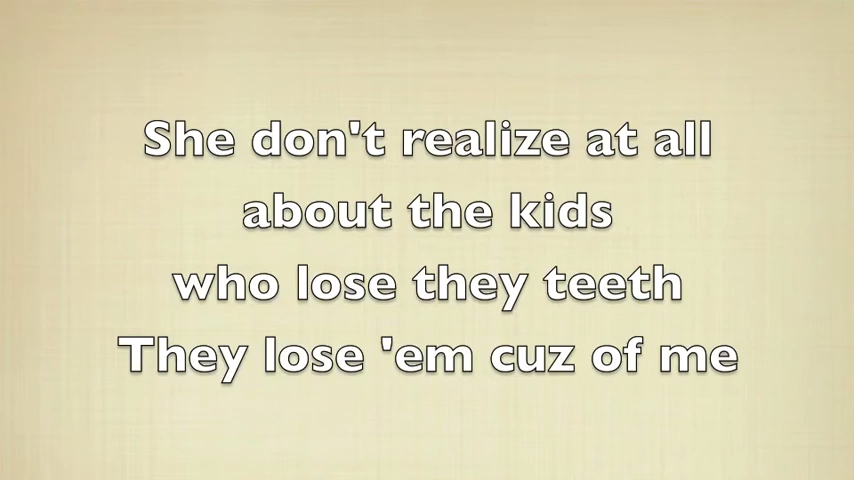 She don't realize at all
about the kids
who lose they teeth
They lose 'em cuz of me